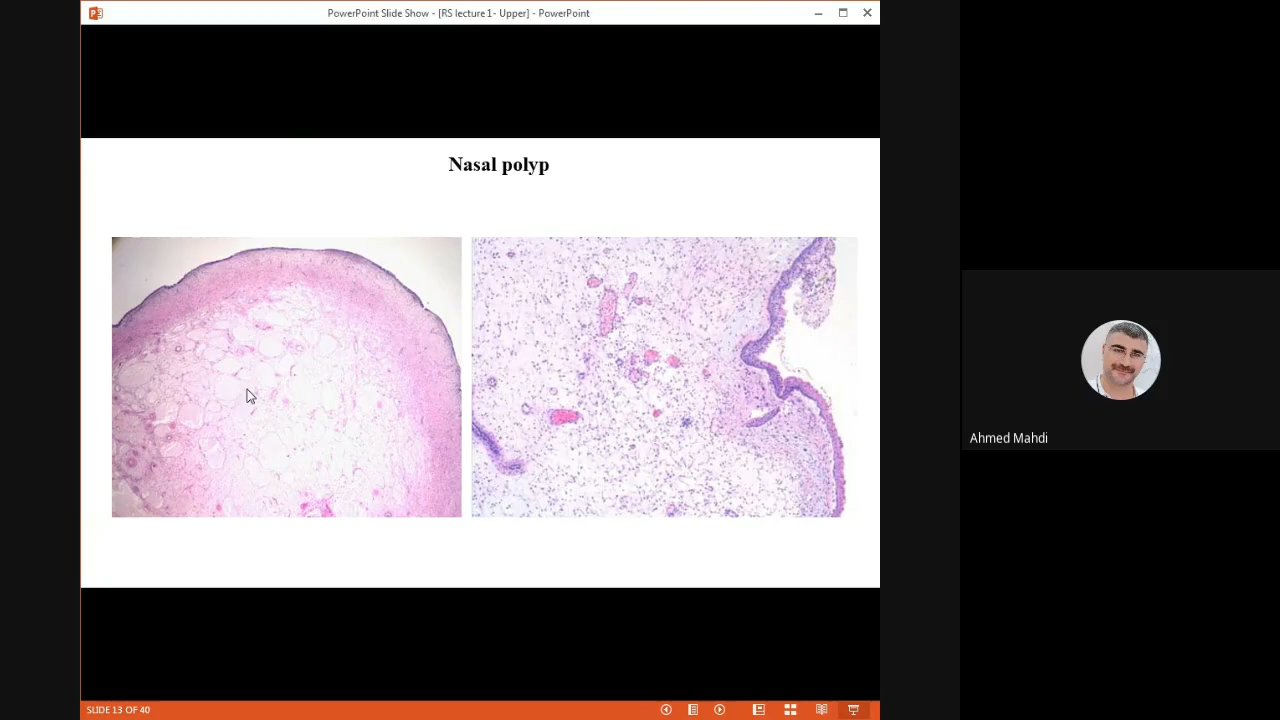 PowerPoint Slide Show - [RS lecture 1- Upper] - PowerPoint
Nasal polyp
Ahmed Mahdi
SLIDE 13 OF 40